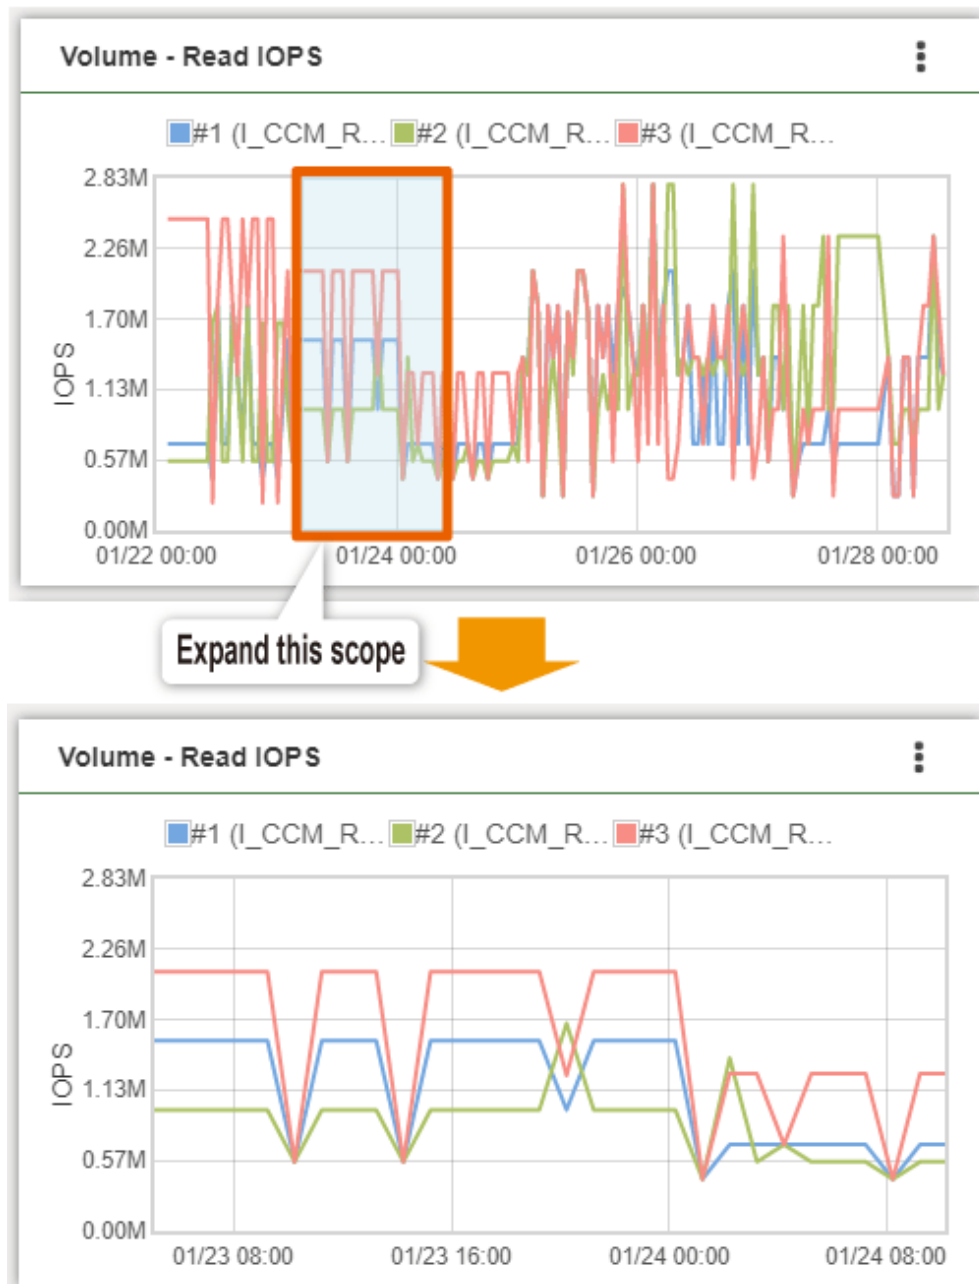 Volume - Read IOPS
#1 (I_CCM_R... #2 (I_CCM_R... #3 (I_CCM_R...
2.83M
2.26M
1.70M
1.13M
0.57M
0.00M
IOPS
01/22 00:00 01/24 00:00 01/26 00:00 01/28 00:00
Expand this scope
Volume - Read IOPS
#1 (I_CCM_R... #2 (I_CCM_R... #3 (I_CCM_R...
2.83M
2.26M
1.70M
1.13M
0.57M
0.00M
IOPS
01/23 08:00 01/23 16:00 01/24 00:00 01/24 08:00